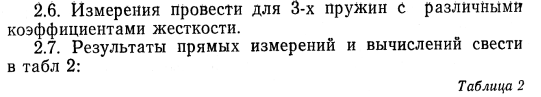 2.6. Измерения провести для 3-х пружин с различными
коэффициентами жесткости.
2.7. Результаты прямых измерений и вычислений свести
в табл 2:
Таблица 2